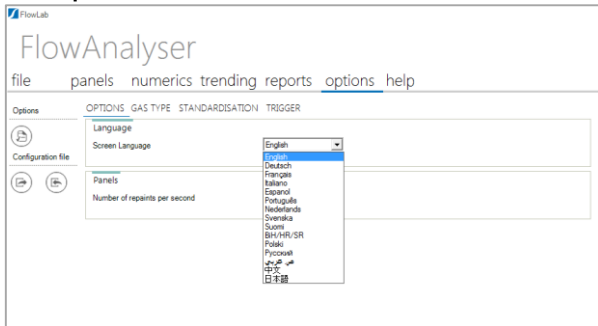 FlowLab
FlowAnalyser
file panels numerics trending reports options help
Options
OPTIONS GAS TYPE STANDARDISATION TRIGGER
Language
Screen Language English
Configuration file
English
Deutsch
Français
Italiano
Espanol
Português
Nederlands
Svenska
Suomi
BiH/HR/SR
Polski
Русский
中文
日本語
Panels
Number of repaints per second